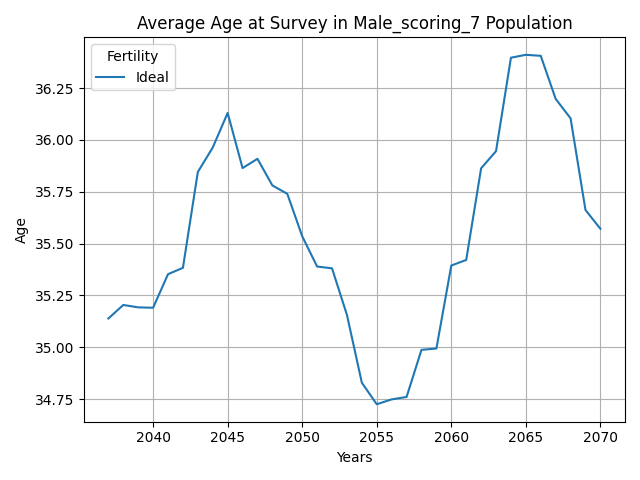 Average Age at Survey in Male_scoring_7 Population
Fertility
Ideal
36.25
36.00
35.75
35.50
35.25
35.00
34.75
Age
2040 2045 2050 2055 2060 2065 2070
Years